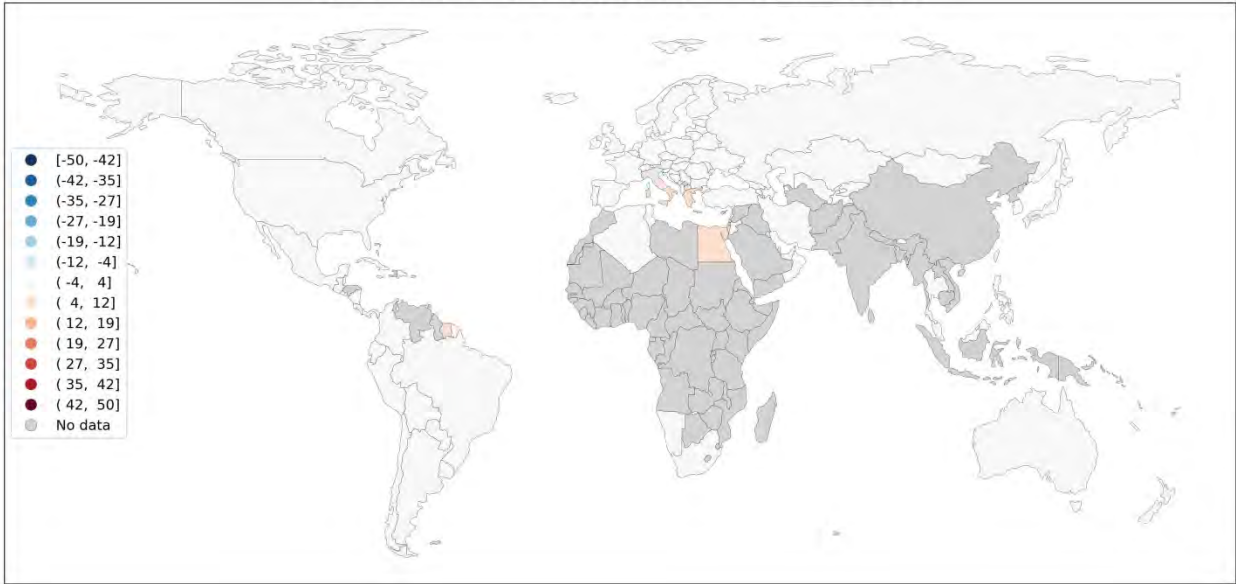 [-50, -42]
(-42, -35]
(-35, -27]
(-27, -19]
(-19, -12]
(-12, -4]
( -4, 4]
( 4, 12]
( 12, 19]
( 19, 27]
( 27, 35]
( 35, 42]
( 42, 50]
No data